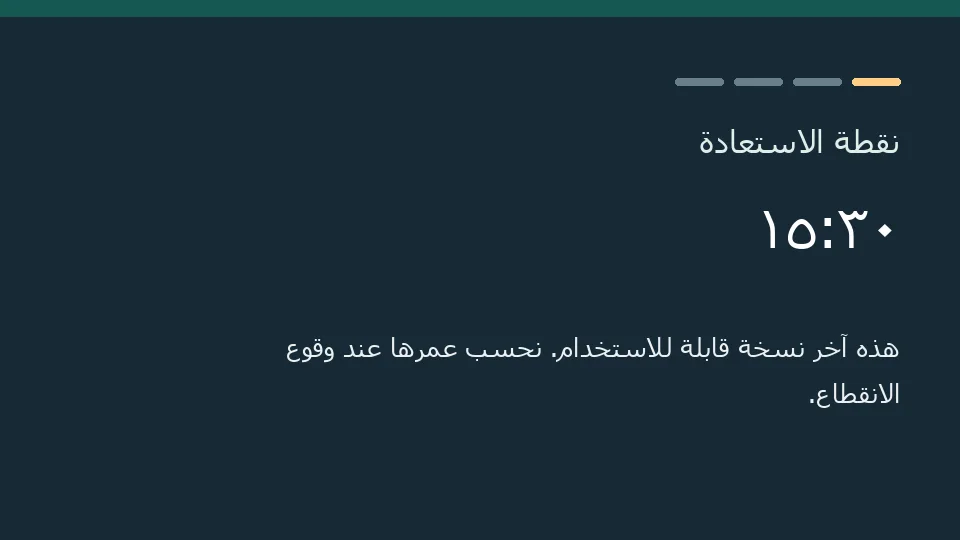 نقطة الاستعادة
١٥:٣٠
هذه آخر نسخة قابلة للاستخدام. نحسب عمرها عند وقوع
الانقطاع.